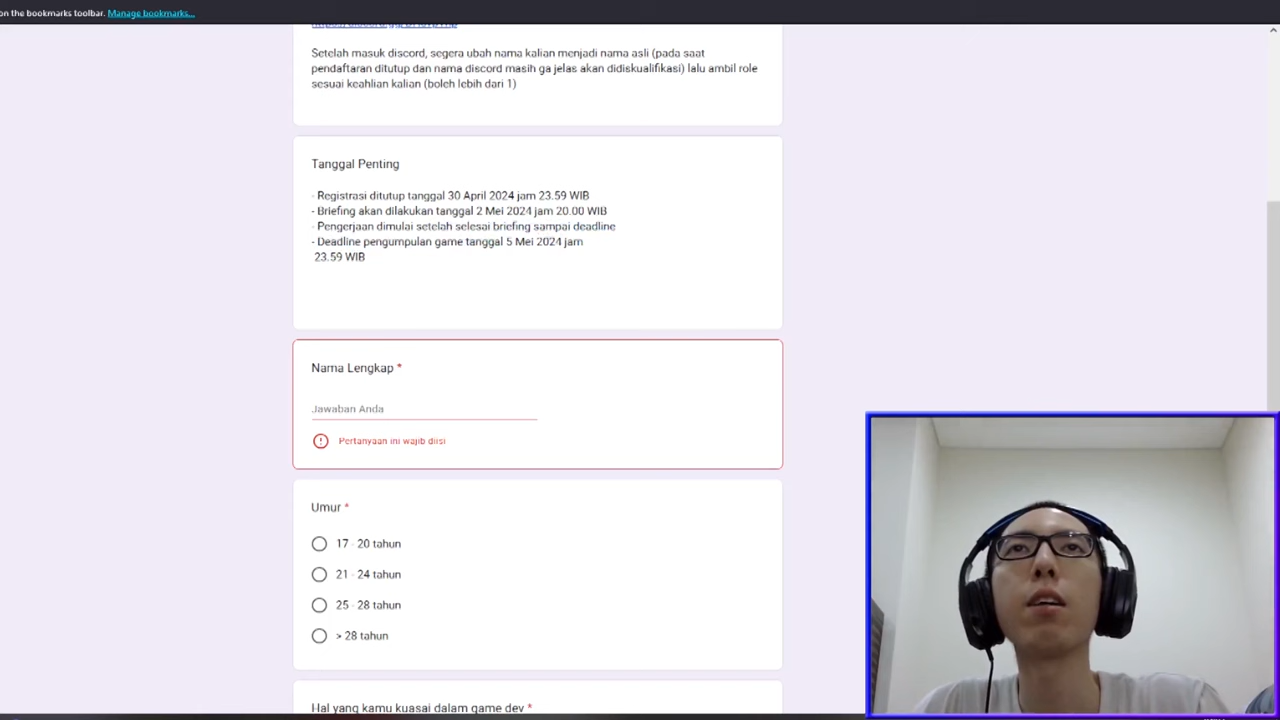 on the bookmarks toolbar. Manage bookmarks...
Setelah masuk discord, segera ubah nama kalian menjadi nama asli (pada saat
pendaftaran ditutup dan nama discord masih ga jelas akan didiskualifikasi) lalu ambil role
sesuai keahlian kalian (boleh lebih dari 1)
Tanggal Penting
- Registrasi ditutup tanggal 30 April 2024 jam 23.59 WIB
- Briefing akan dilakukan tanggal 2 Mei 2024 jam 20.00 WIB
- Pengerjaan dimulai setelah selesai briefing sampai deadline
- Deadline pengumpulan game tanggal 5 Mei 2024 jam
23.59 WIB
Nama Lengkap *
Jawaban Anda
Pertanyaan ini wajib diisi
Umur *
17 - 20 tahun
21 - 24 tahun
25 - 28 tahun
> 28 tahun
Hal yang kamu kuasai dalam game dev *